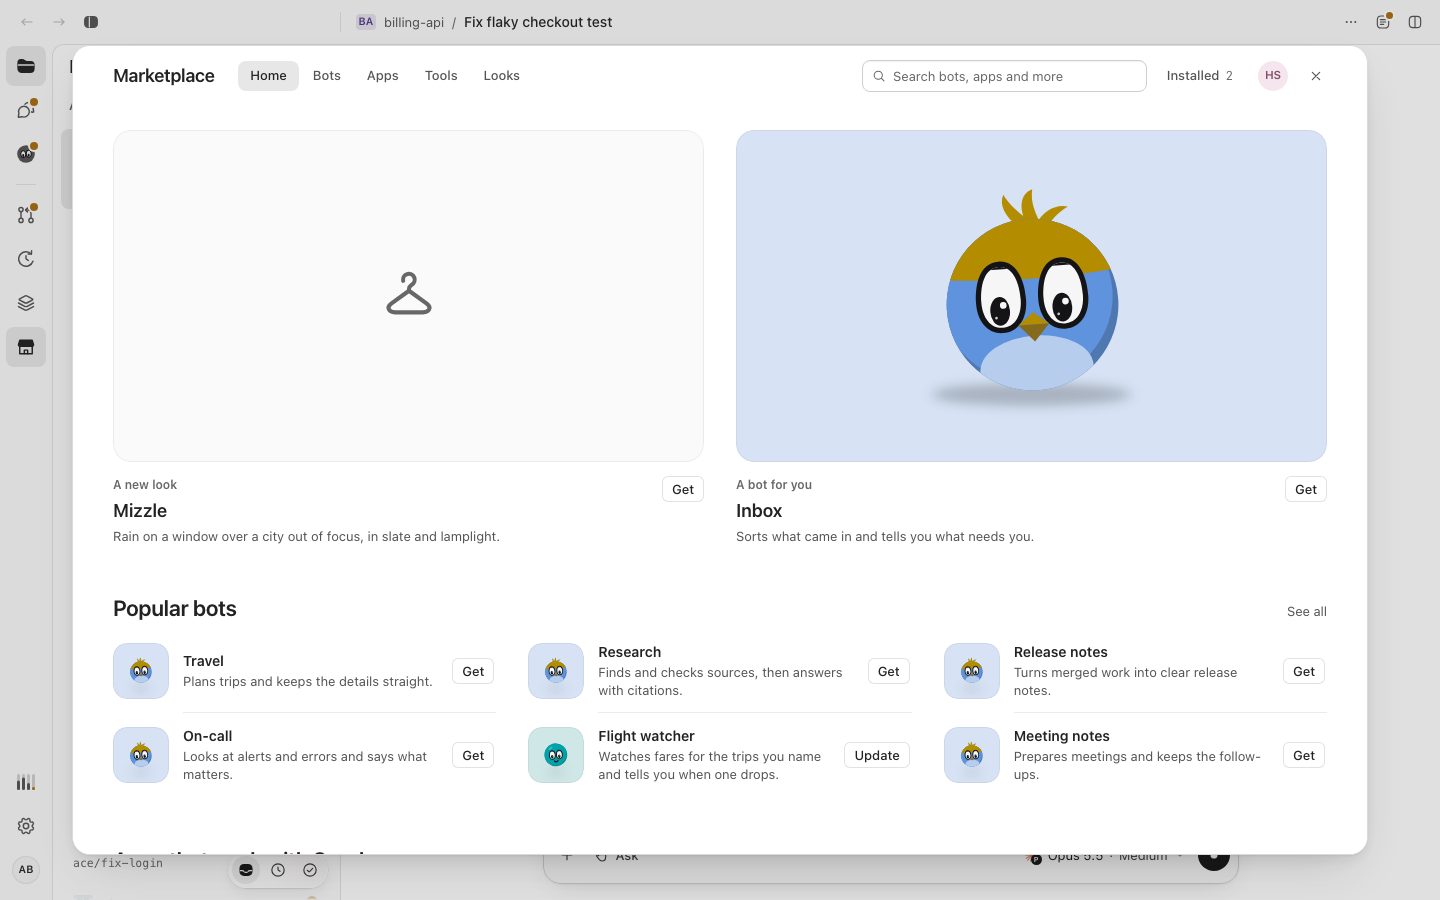 BA billing-api / Fix flaky checkout test
Marketplace
Home
Bots
Apps
Tools
Looks
Search bots, apps and more
Installed 2
HS
A new look
Get
Mizzle
Rain on a window over a city out of focus, in slate and lamplight.
A bot for you
Get
Inbox
Sorts what came in and tells you what needs you.
Popular bots
See all
Travel
Plans trips and keeps the details straight.
Get
Research
Finds and checks sources, then answers
with citations.
Get
Release notes
Turns merged work into clear release
notes.
Get
On-call
Looks at alerts and errors and says what
matters.
Get
Flight watcher
Watches fares for the trips you name
and tells you when one drops.
Update
Meeting notes
Prepares meetings and keeps the follow-
ups.
Get
AB
ace/fix-login
Ask
Opus 5.5 · Medium